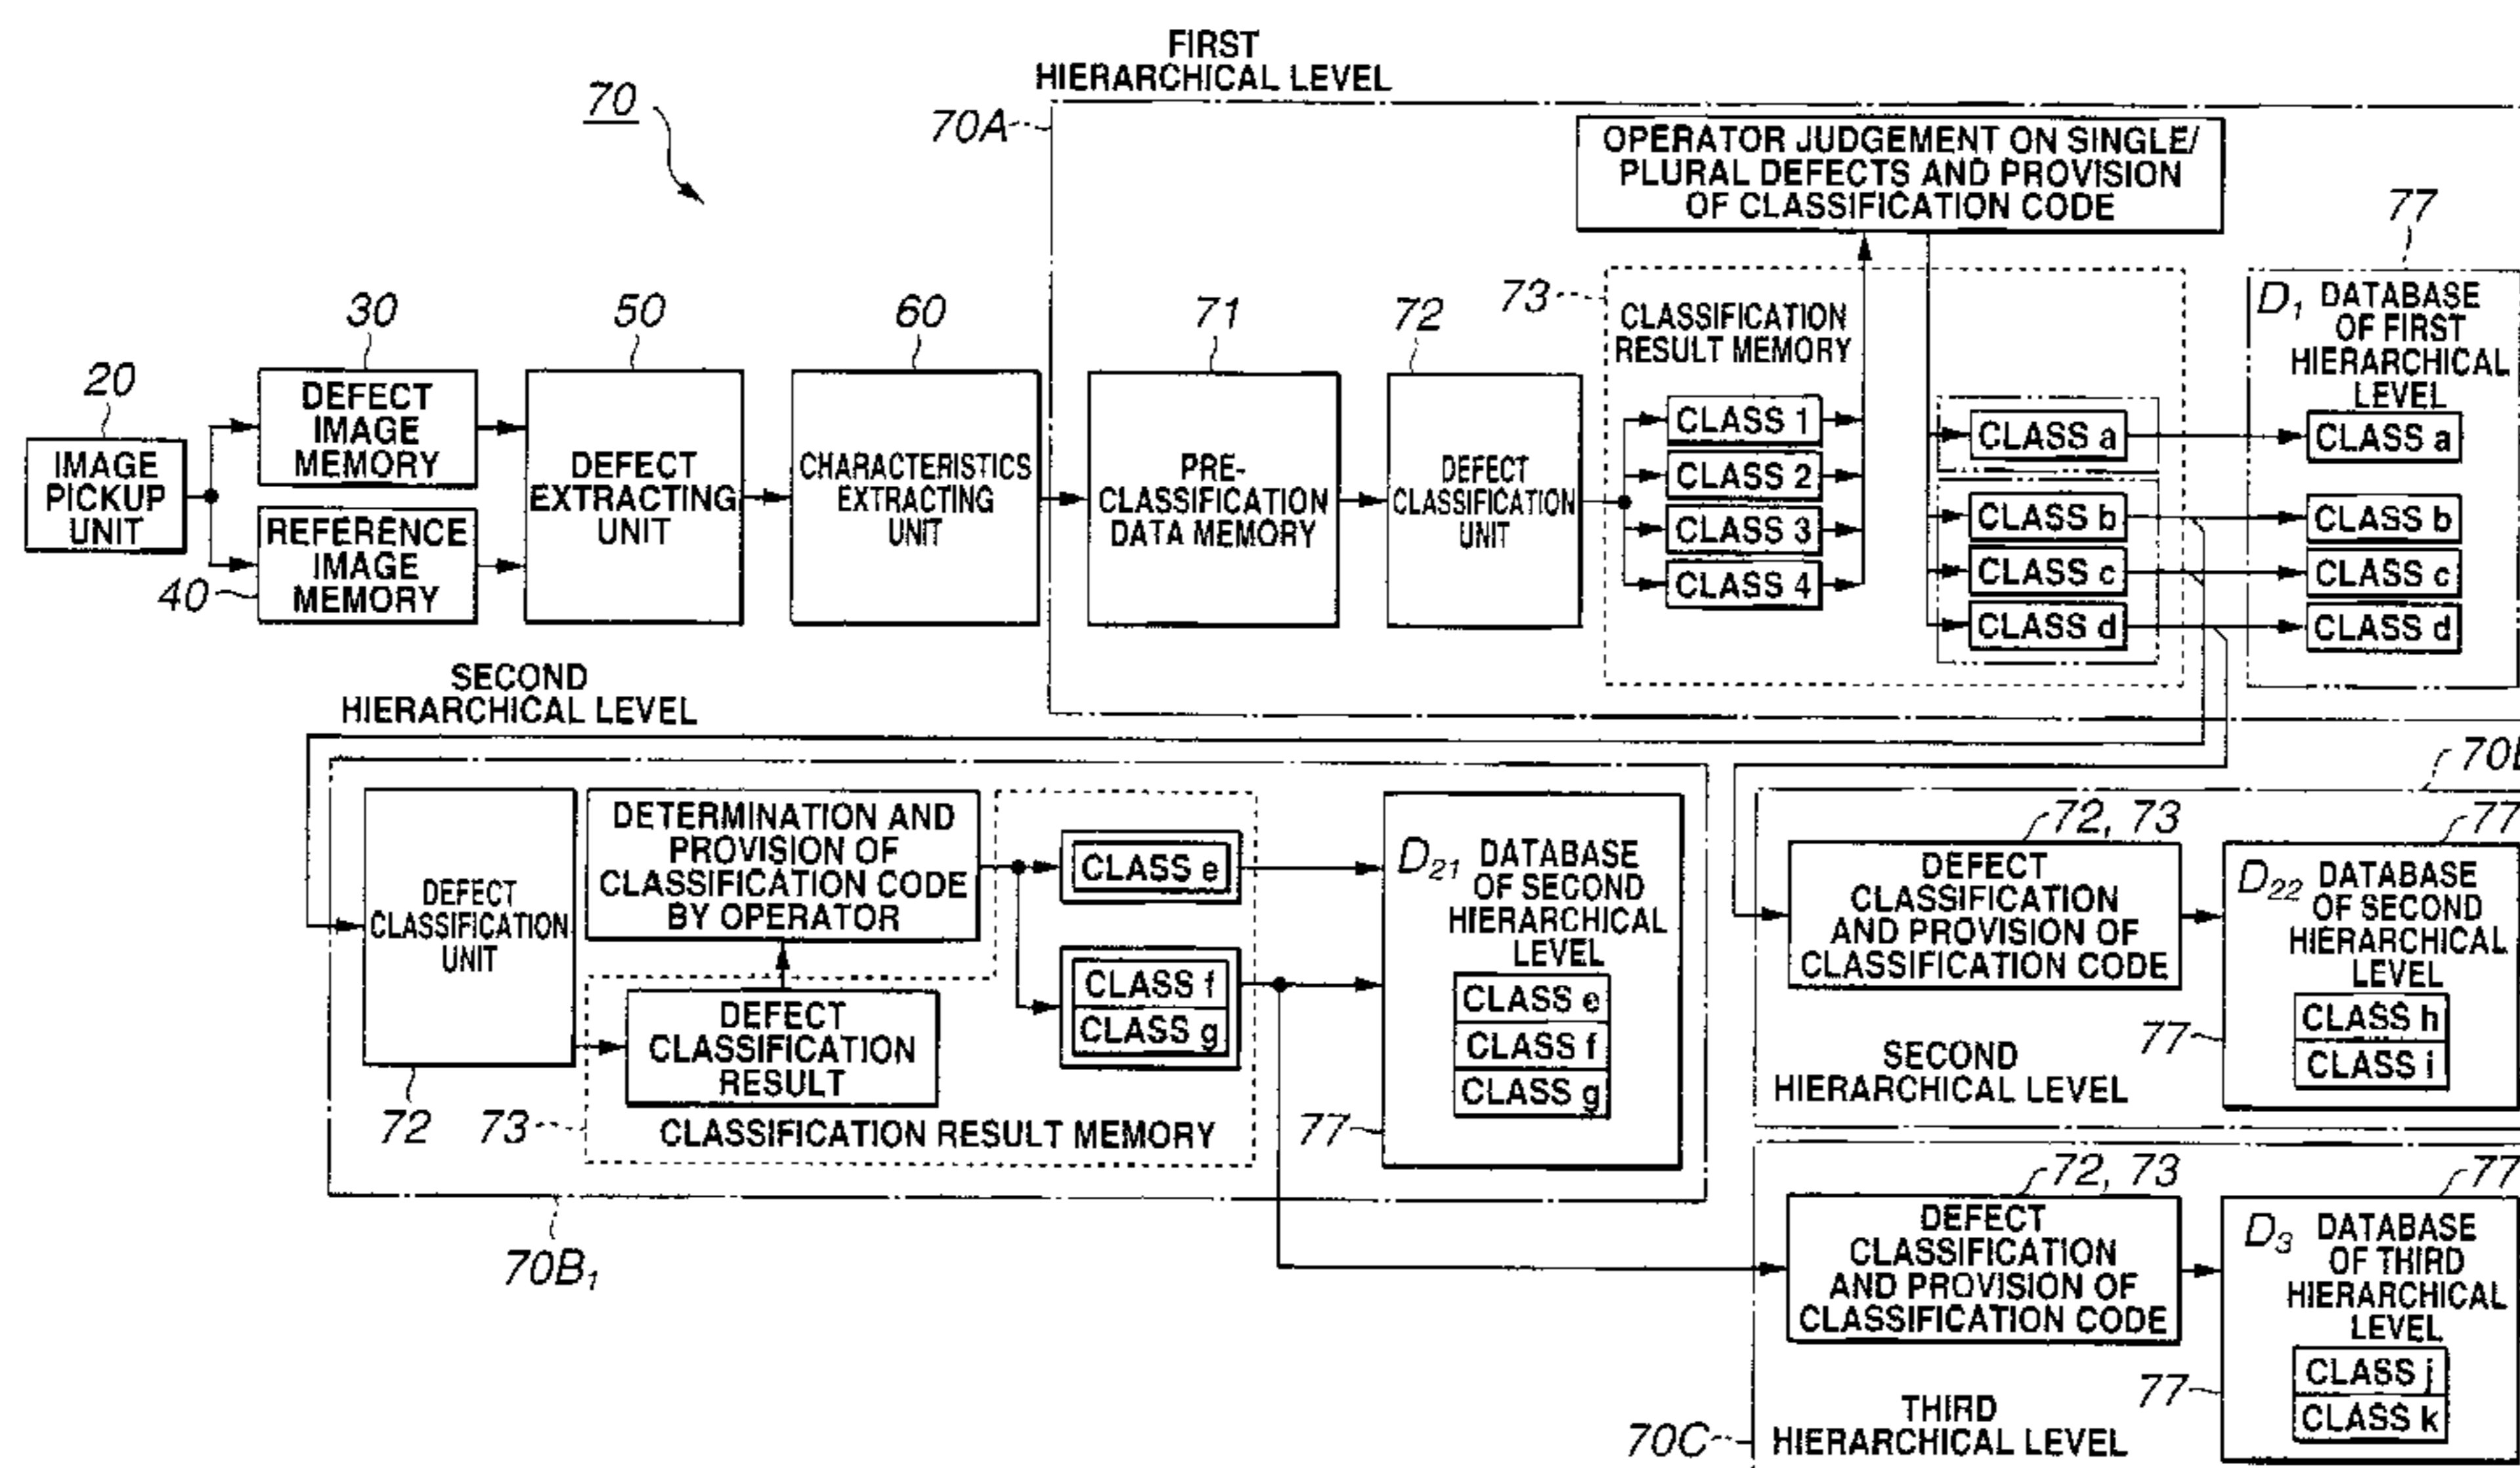 FIRST
HIERARCHICAL LEVEL
70
70A
OPERATOR JUDGEMENT ON SINGLE/
PLURAL DEFECTS AND PROVISION
OF CLASSIFICATION CODE
77
30
50
60
71
72
73
CLASSIFICATION
RESULT MEMORY
D₁ DATABASE
OF FIRST
HIERARCHICAL
LEVEL
20
IMAGE
PICKUP
UNIT
DEFECT
IMAGE
MEMORY
REFERENCE
IMAGE
MEMORY
40
DEFECT
EXTRACTING
UNIT
CHARACTERISTICS
EXTRACTING
UNIT
PRE-
CLASSIFICATION
DATA MEMORY
DEFECT
CLASSIFICATION
UNIT
CLASS 1
CLASS 2
CLASS 3
CLASS 4
CLASS a
CLASS b
CLASS c
CLASS d
CLASS a
CLASS b
CLASS c
CLASS d
SECOND
HIERARCHICAL LEVEL
DEFECT
CLASSIFICATION
UNIT
72
DETERMINATION AND
PROVISION OF
CLASSIFICATION CODE
BY OPERATOR
DEFECT
CLASSIFICATION
RESULT
73
CLASSIFICATION RESULT MEMORY
CLASS e
CLASS f
CLASS g
D₂₁ DATABASE
OF SECOND
HIERARCHICAL
LEVEL
CLASS e
CLASS f
CLASS g
77
70B₁
72, 73
77
DEFECT
CLASSIFICATION
AND PROVISION OF
CLASSIFICATION CODE
D₂₂ DATABASE
OF SECOND
HIERARCHICAL
LEVEL
CLASS h
CLASS i
77
SECOND
HIERARCHICAL LEVEL
72, 73
77
DEFECT
CLASSIFICATION
AND PROVISION OF
CLASSIFICATION CODE
D₃ DATABASE
OF THIRD
HIERARCHICAL
LEVEL
CLASS j
CLASS k
77
70C
THIRD
HIERARCHICAL LEVEL